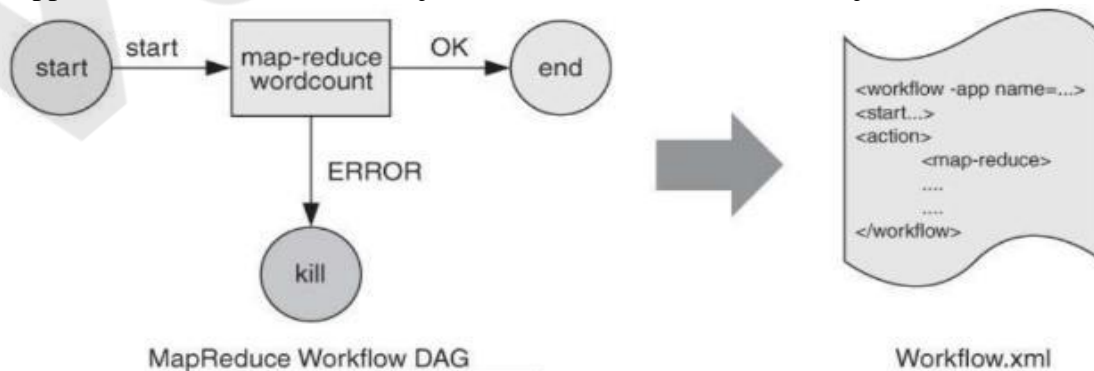 start
start
map-reduce
wordcount
OK
end
ERROR
kill
MapReduce Workflow DAG
<workflow -app name=...>
<start...>
<action>
<map-reduce>
....
....
</workflow>
Workflow.xml